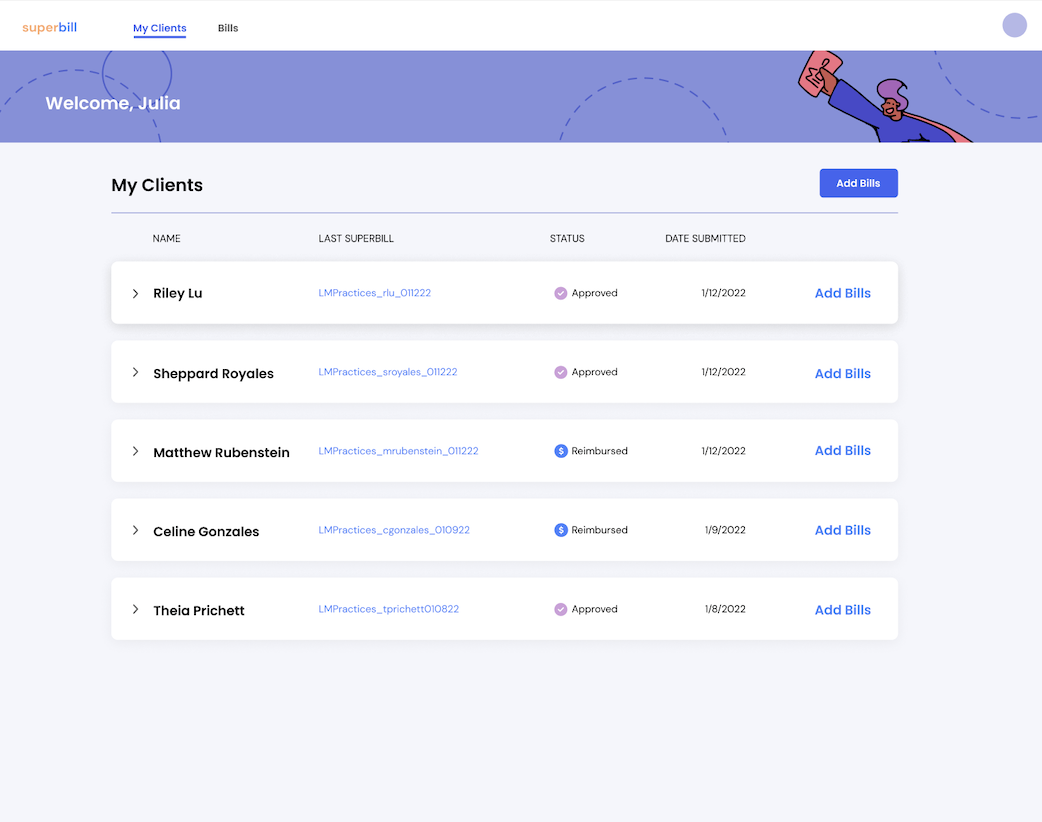 superbill My Clients Bills
Welcome, Julia
My Clients Add Bills
NAME LAST SUPERBILL STATUS DATE SUBMITTED
Riley Lu LMPractices_rlu_011222 Approved 1/12/2022 Add Bills
Sheppard Royales LMPractices_sroyales_011222 Approved 1/12/2022 Add Bills
Matthew Rubenstein LMPractices_mrubenstein_011222 $ Reimbursed 1/12/2022 Add Bills
Celine Gonzales LMPractices_cgonzales_010922 $ Reimbursed 1/9/2022 Add Bills
Theia Prichett LMPractices_tprichett010822 Approved 1/8/2022 Add Bills